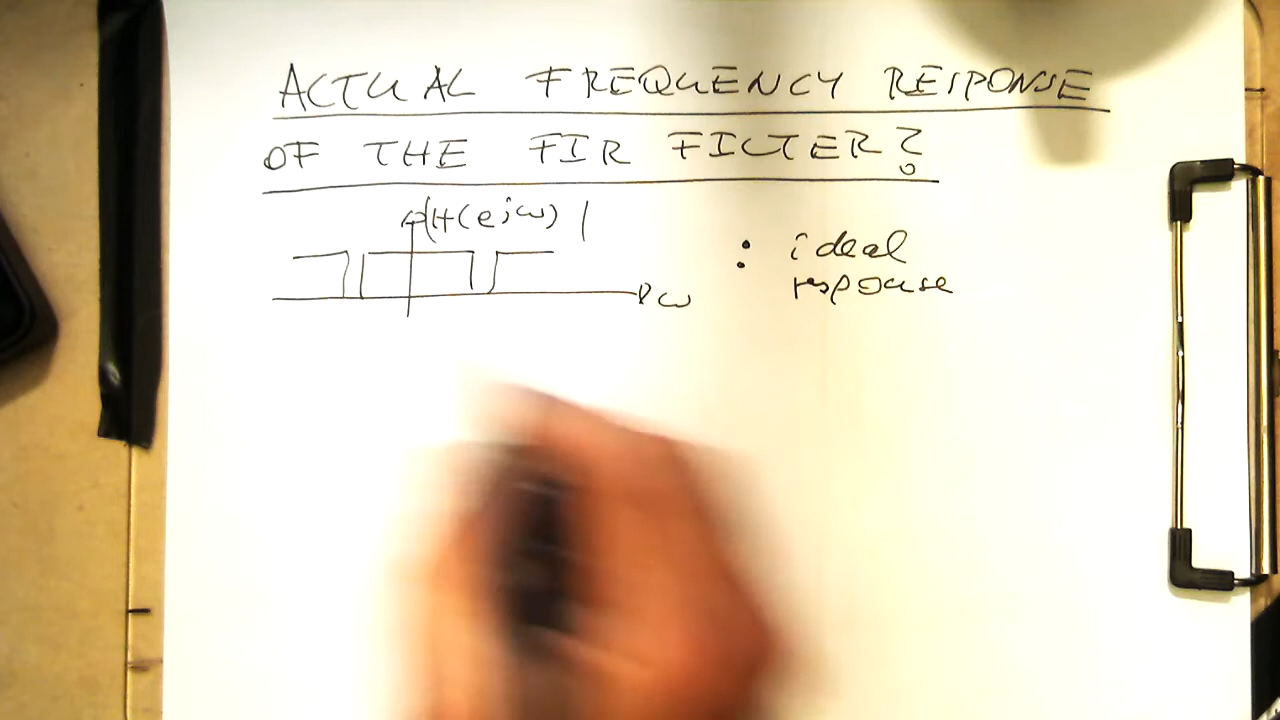 ACTUAL FREQUENCY RESPONSE
OF THE FIR FILTER?
|H(e jω)|
: ideal
response
ω